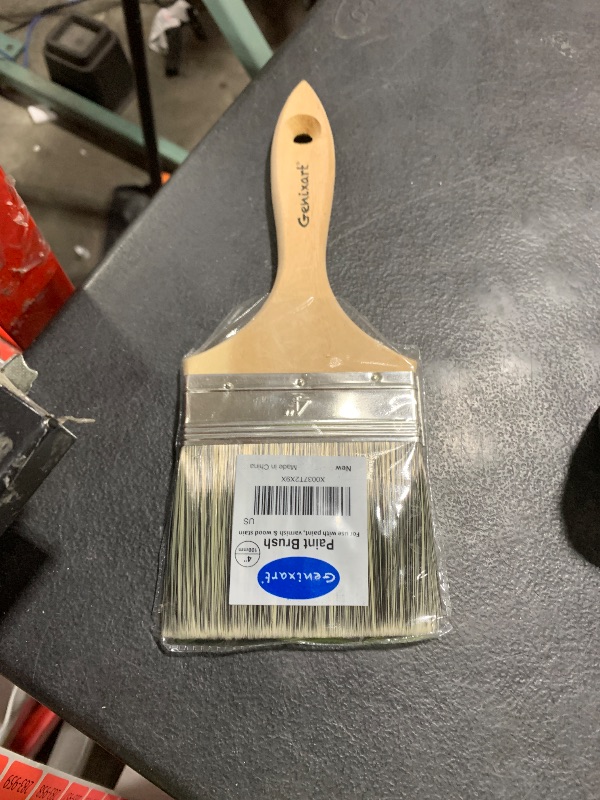 Genixart
4"
Genixart
Paint Brush
4"
100mm
For use with paint, varnish & wood stain
US
X0037T2X9X
New
Made in China